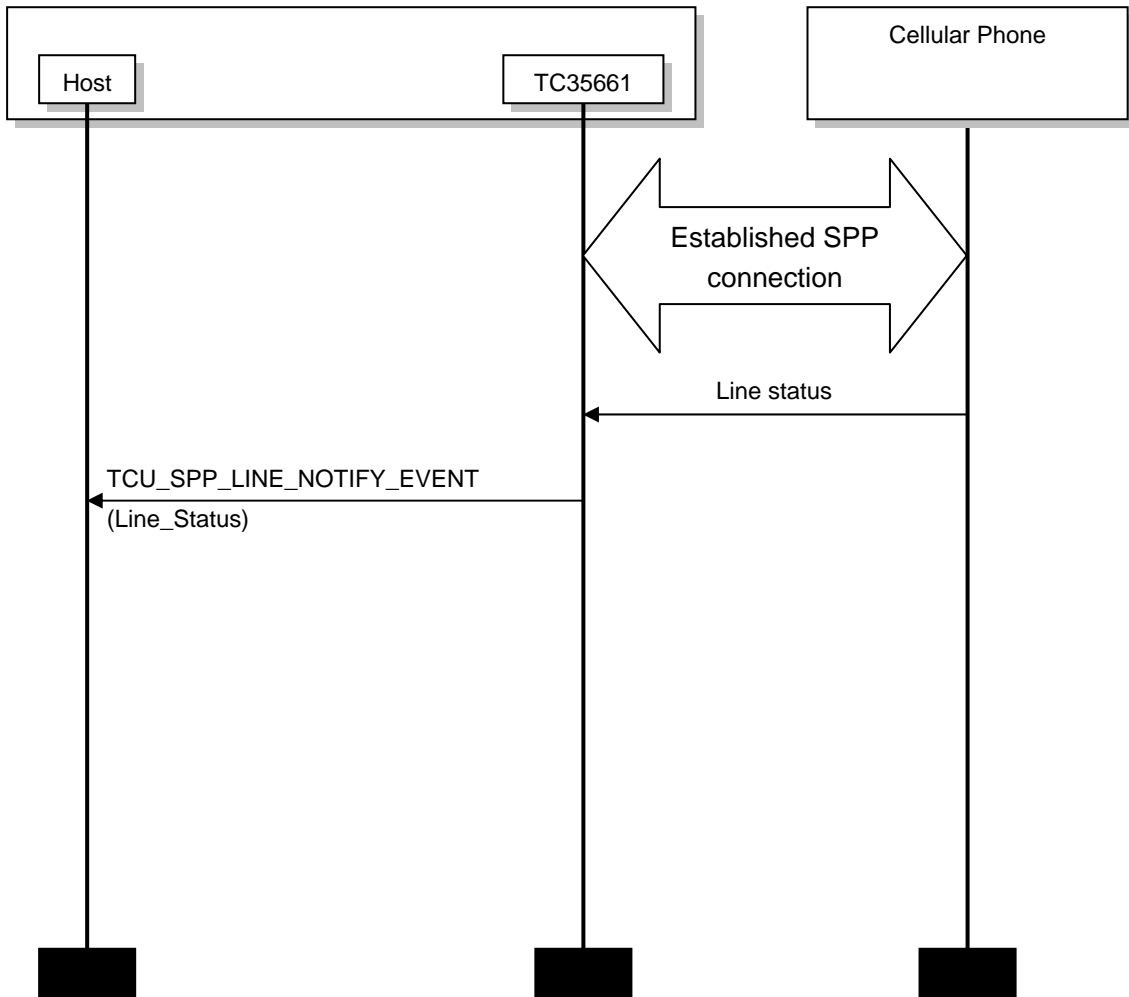 Cellular Phone
Host
TC35661
Established SPP
connection
Line status
TCU_SPP_LINE_NOTIFY_EVENT
(Line_Status)